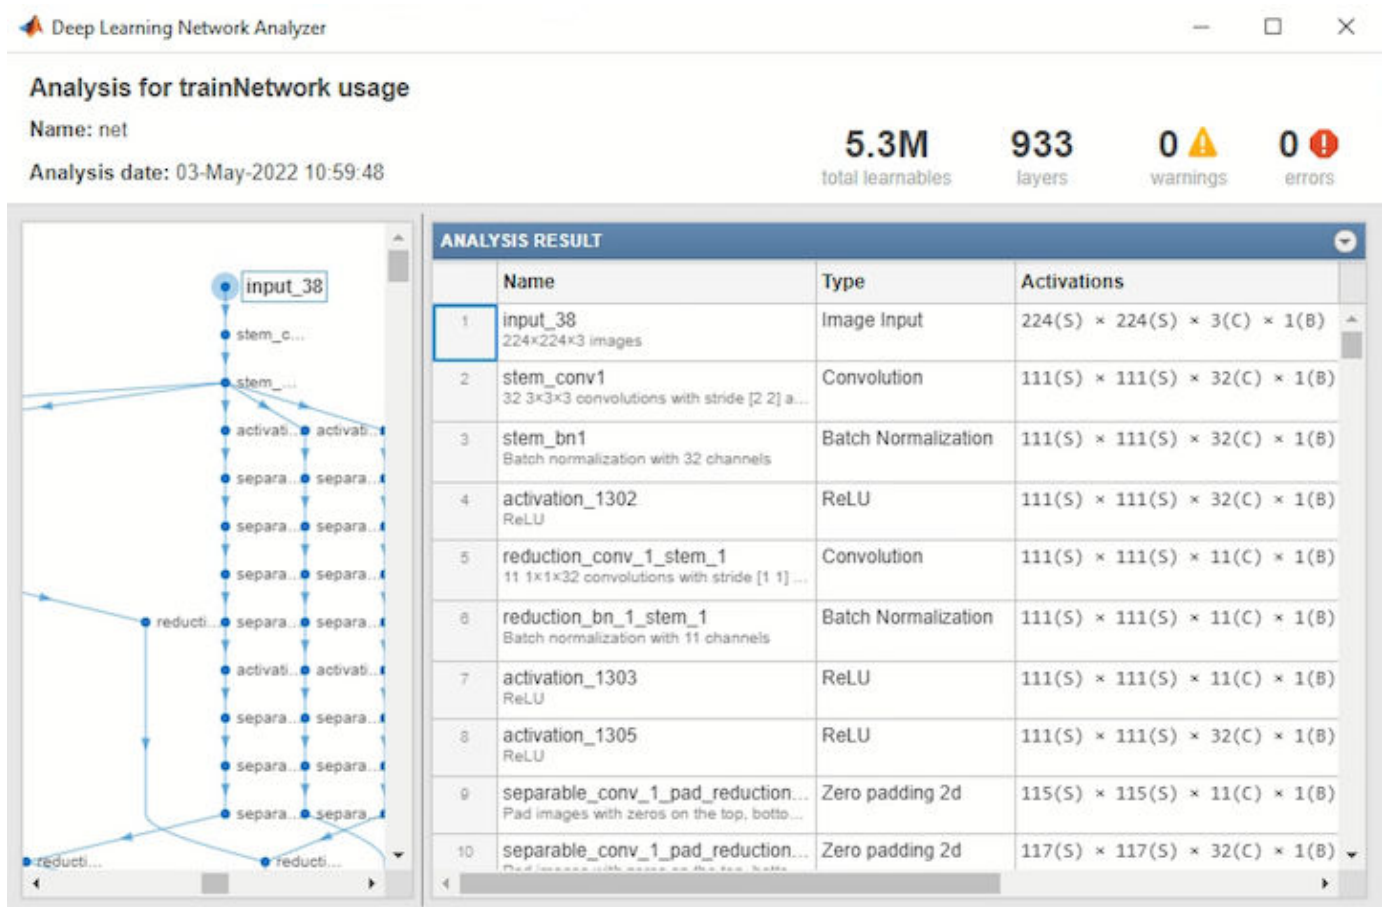 Deep Learning Network Analyzer
Analysis for trainNetwork usage
Name: net
Analysis date: 03-May-2022 10:59:48
5.3M
total learnables
933
layers
0
warnings
0
errors
input_38
stem_c...
stem_...
activati...
activati...
separa...
separa...
separa...
separa...
separa...
separa...
reducti...
separa...
separa...
activati...
activati...
separa...
separa...
separa...
separa...
separa...
separa...
reducti...
reducti...
ANALYSIS RESULT
Name Type Activations
1 input_38 Image Input 224(S) × 224(S) × 3(C) × 1(B)
224×224×3 images
2 stem_conv1 Convolution 111(S) × 111(S) × 32(C) × 1(B)
32 3×3×3 convolutions with stride [2 2] a...
3 stem_bn1 Batch Normalization 111(S) × 111(S) × 32(C) × 1(B)
Batch normalization with 32 channels
4 activation_1302 ReLU 111(S) × 111(S) × 32(C) × 1(B)
ReLU
5 reduction_conv_1_stem_1 Convolution 111(S) × 111(S) × 11(C) × 1(B)
11 1×1×32 convolutions with stride [1 1] ...
6 reduction_bn_1_stem_1 Batch Normalization 111(S) × 111(S) × 11(C) × 1(B)
Batch normalization with 11 channels
7 activation_1303 ReLU 111(S) × 111(S) × 11(C) × 1(B)
ReLU
8 activation_1305 ReLU 111(S) × 111(S) × 32(C) × 1(B)
ReLU
9 separable_conv_1_pad_reduction... Zero padding 2d 115(S) × 115(S) × 11(C) × 1(B)
Pad images with zeros on the top, botto...
10 separable_conv_1_pad_reduction... Zero padding 2d 117(S) × 117(S) × 32(C) × 1(B)